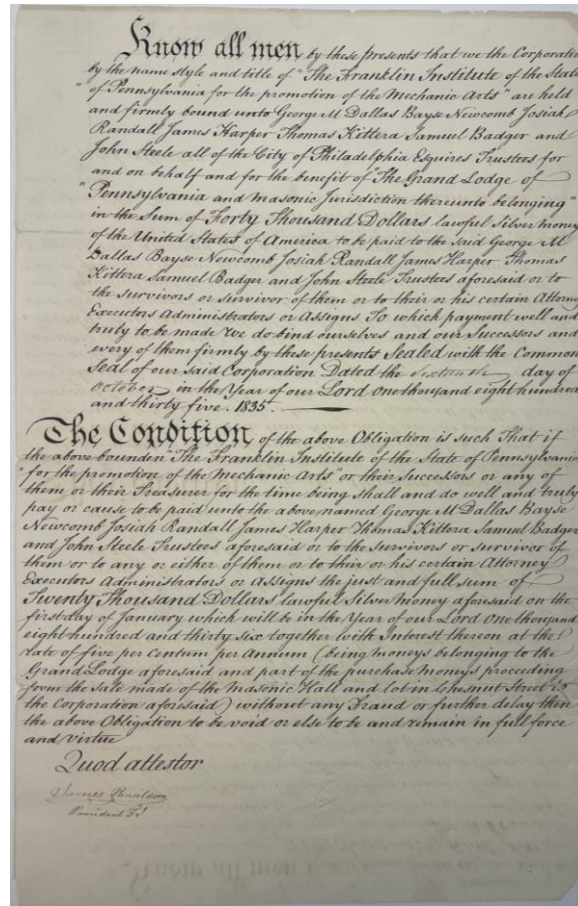 Know all men by these presents that we the Corporation
by the name style and title of "The Franklin Institute of the State
" of Pennsylvania for the promotion of the Mechanic Arts" are held
and firmly bound unto George M Dallas Bayse Newcomb Josiah
Randall James Harper Thomas Kittera Samuel Badger and
John Steele all of the City of Philadelphia Esquires Trustees for
and on behalf and for the benefit of "The Grand Lodge of
" Pennsylvania and Masonic Jurisdiction thereunto belonging"
in the Sum of Forty Thousand Dollars lawful Silver money
of the United States of America to be paid to the said George M
Dallas Bayse Newcomb Josiah Randall James Harper Thomas
Kittera Samuel Badger and John Steele Trustees aforesaid or to
the survivors or survivor of them or to their or his certain Attorney
Executors Administrators or Assigns To which payment well and
truly to be made We do bind ourselves and our Successors and
every of them firmly by these presents Sealed with the Common
Seal of our said Corporation Dated the day of
October in the Year of our Lord One thousand eight hundred
and thirty five. 1835.
The Condition of the above Obligation is such That if
the above bounden "The Franklin Institute of the State of Pennsylvania
" for the promotion of the Mechanic Arts" or their Successors or any of
them or their Treasurer for the time being shall and do well and truly
pay or cause to be paid unto the above named George M Dallas Bayse
Newcomb Josiah Randall James Harper Thomas Kittera Samuel Badger
and John Steele Trustees aforesaid or to the survivors or survivor of
them or to any or either of them or to their or his certain Attorney
Executors Administrators or Assigns the just and full sum of
Twenty Thousand Dollars lawful Silver Money aforesaid on the
first day of January which will be in the Year of our Lord One thousand
eight hundred and thirty six together with Interest thereon at the
rate of five per Centum per Annum (being moneys belonging to the
Grand Lodge aforesaid and part of the purchase moneys proceeding
from the sale made of the Masonic Hall and lot in Chesnut Street to
the Corporation aforesaid) without any Fraud or further delay then
the above Obligation to be void or else to be and remain in full force
and virtue
Quod attestor
James Ronaldson
President F.I.